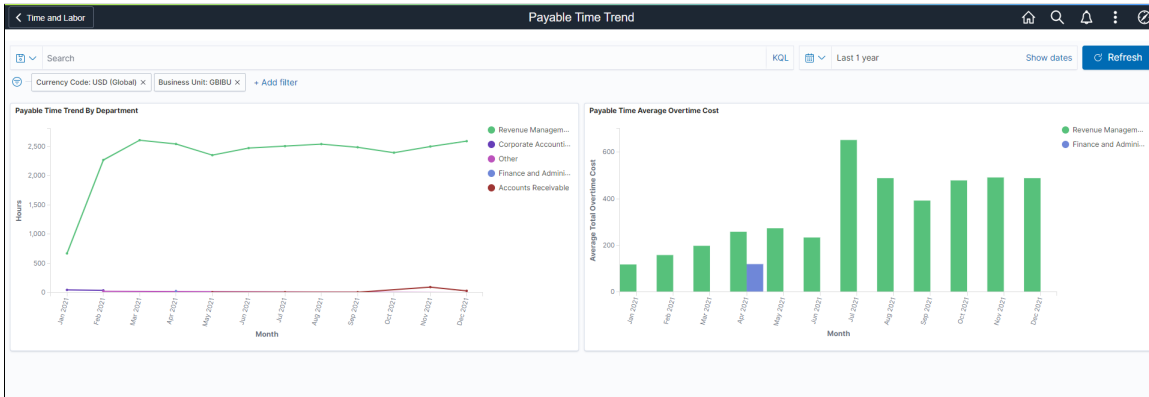 Time and Labor
Payable Time Trend
Search
KQL
Last 1 year
Show dates
Refresh
Currency Code: USD (Global) ×
Business Unit: GBIBU ×
+ Add filter
Payable Time Trend By Department
2,500
2,000
1,500
1,000
500
0
Hours
Jan 2021
Feb 2021
Mar 2021
Apr 2021
May 2021
Jun 2021
Jul 2021
Aug 2021
Sep 2021
Oct 2021
Nov 2021
Dec 2021
Month
Revenue Managem...
Corporate Accounti...
Other
Finance and Admini...
Accounts Receivable
Payable Time Average Overtime Cost
600
400
200
0
Average Total Overtime Cost
Jan 2021
Feb 2021
Mar 2021
Apr 2021
May 2021
Jun 2021
Jul 2021
Aug 2021
Sep 2021
Oct 2021
Nov 2021
Dec 2021
Month
Revenue Managem...
Finance and Admini...